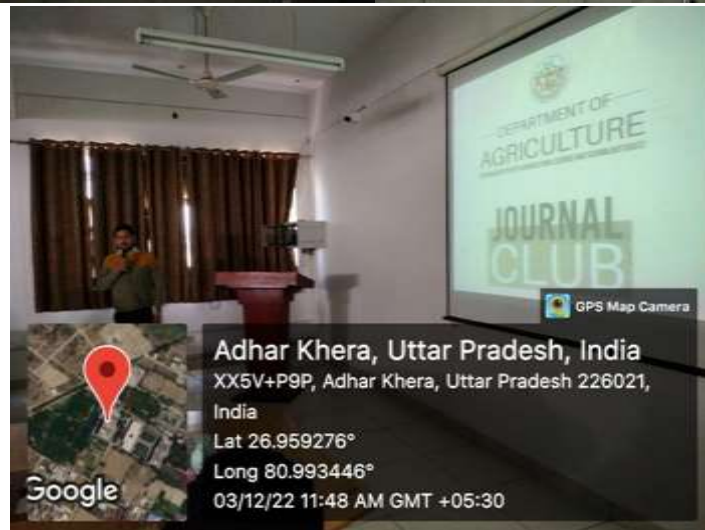 DEPARTMENT OF
AGRICULTURE
JOURNAL
CLUB
GPS Map Camera
Adhar Khera, Uttar Pradesh, India
XX5V+P9P, Adhar Khera, Uttar Pradesh 226021,
India
Lat 26.959276°
Long 80.993446°
03/12/22 11:48 AM GMT +05:30
Google